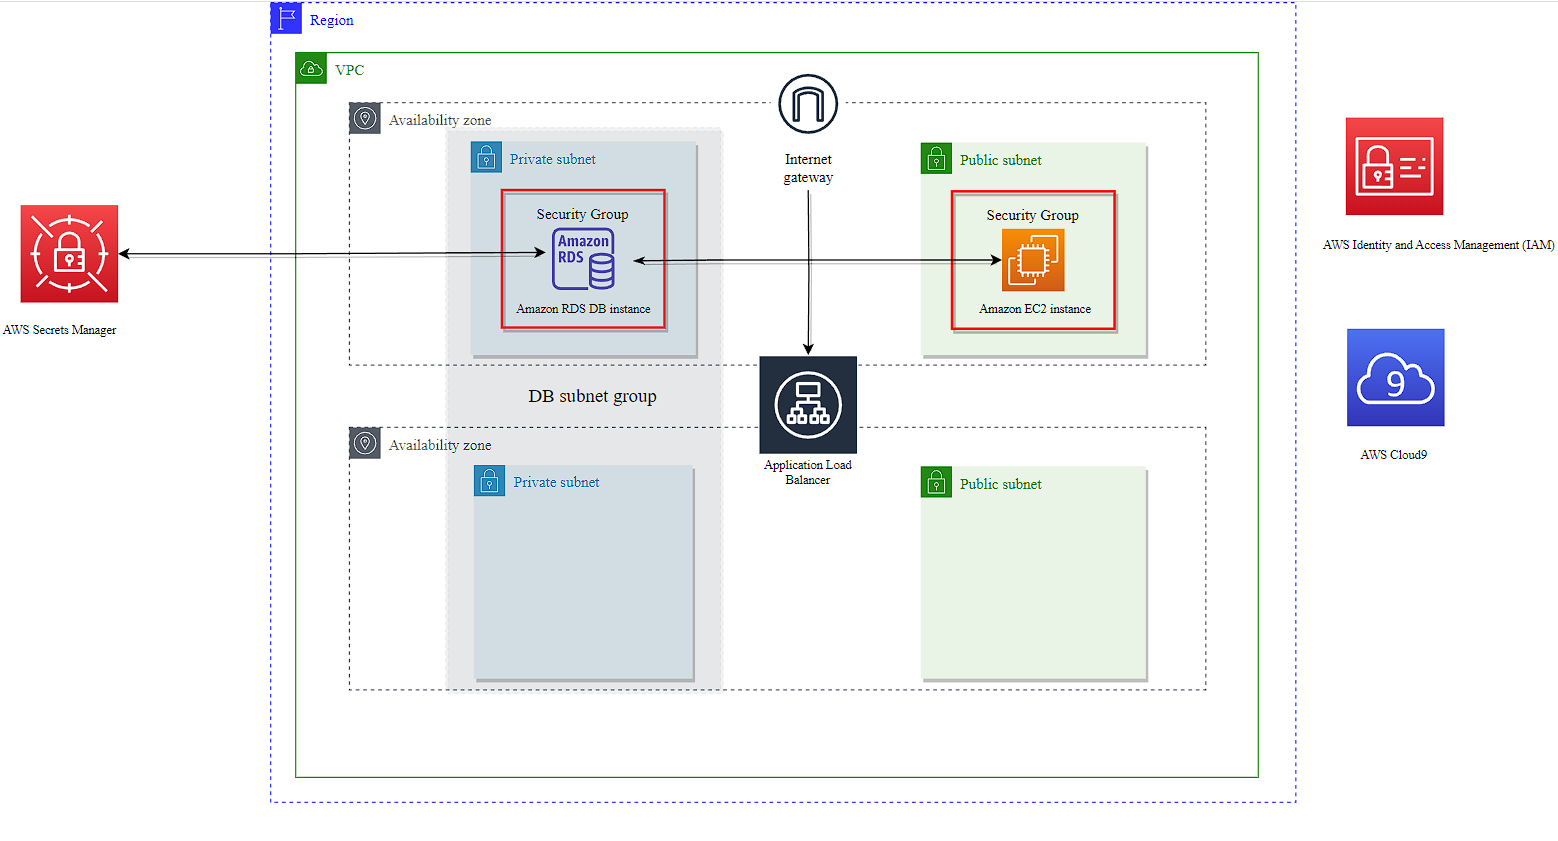 Region
VPC
Availability zone
Internet
gateway
Private subnet
Public subnet
Security Group
Amazon
RDS
Amazon RDS DB instance
Security Group
Amazon EC2 instance
AWS Secrets Manager
AWS Identity and Access Management (IAM)
DB subnet group
9
AWS Cloud9
Application Load
Balancer
Availability zone
Private subnet
Public subnet